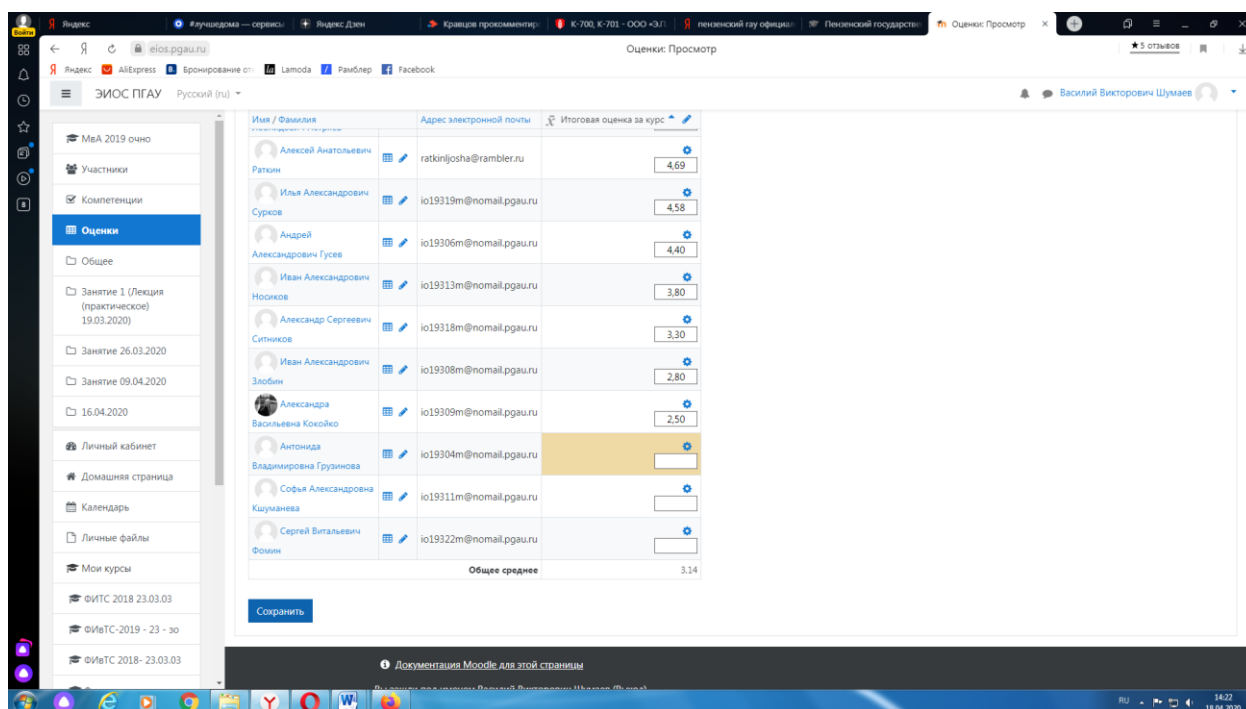 Яндекс
#лучшедома — сервисы
Яндекс Дзен
Кравцов прокомментир
К-700, К-701 - ООО «Э.П.
пензенский гау официал
Пензенский государстве
Оценки: Просмотр
Войти
eios.pgau.ru
Оценки: Просмотр
★ 5 отзывов
Яндекс
AliExpress
Бронирование от
Lamoda
Рамблер
Facebook
ЭИОС ПГАУ
Русский (ru)
Василий Викторович Шумаев
МвА 2019 очно
Участники
Компетенции
Оценки
Общее
Занятие 1 (Лекция
(практическое)
19.03.2020)
Занятие 26.03.2020
Занятие 09.04.2020
16.04.2020
Личный кабинет
Домашняя страница
Календарь
Личные файлы
Мои курсы
ФИТС 2018 23.03.03
ФИвТС-2019 - 23 - зо
ФИвТС 2018- 23.03.03
Имя / Фамилия
Адрес электронной почты
Итоговая оценка за курс
Алексей Анатольевич
Раткин
ratkinljosha@rambler.ru
4,69
Илья Александрович
Сурков
io19319m@nomail.pgau.ru
4,58
Андрей
Александрович Гусев
io19306m@nomail.pgau.ru
4,40
Иван Александрович
Носиков
io19313m@nomail.pgau.ru
3,80
Александр Сергеевич
Ситников
io19318m@nomail.pgau.ru
3,30
Иван Александрович
Злобин
io19308m@nomail.pgau.ru
2,80
Александра
Васильевна Кокойко
io19309m@nomail.pgau.ru
2,50
Антонида
Владимировна Грузинова
io19304m@nomail.pgau.ru
Софья Александровна
Кшуманева
io19311m@nomail.pgau.ru
Сергей Витальевич
Фомин
io19322m@nomail.pgau.ru
Общее среднее
3,14
Сохранить
Документация Moodle для этой страницы
RU
14:22
18.04.2020